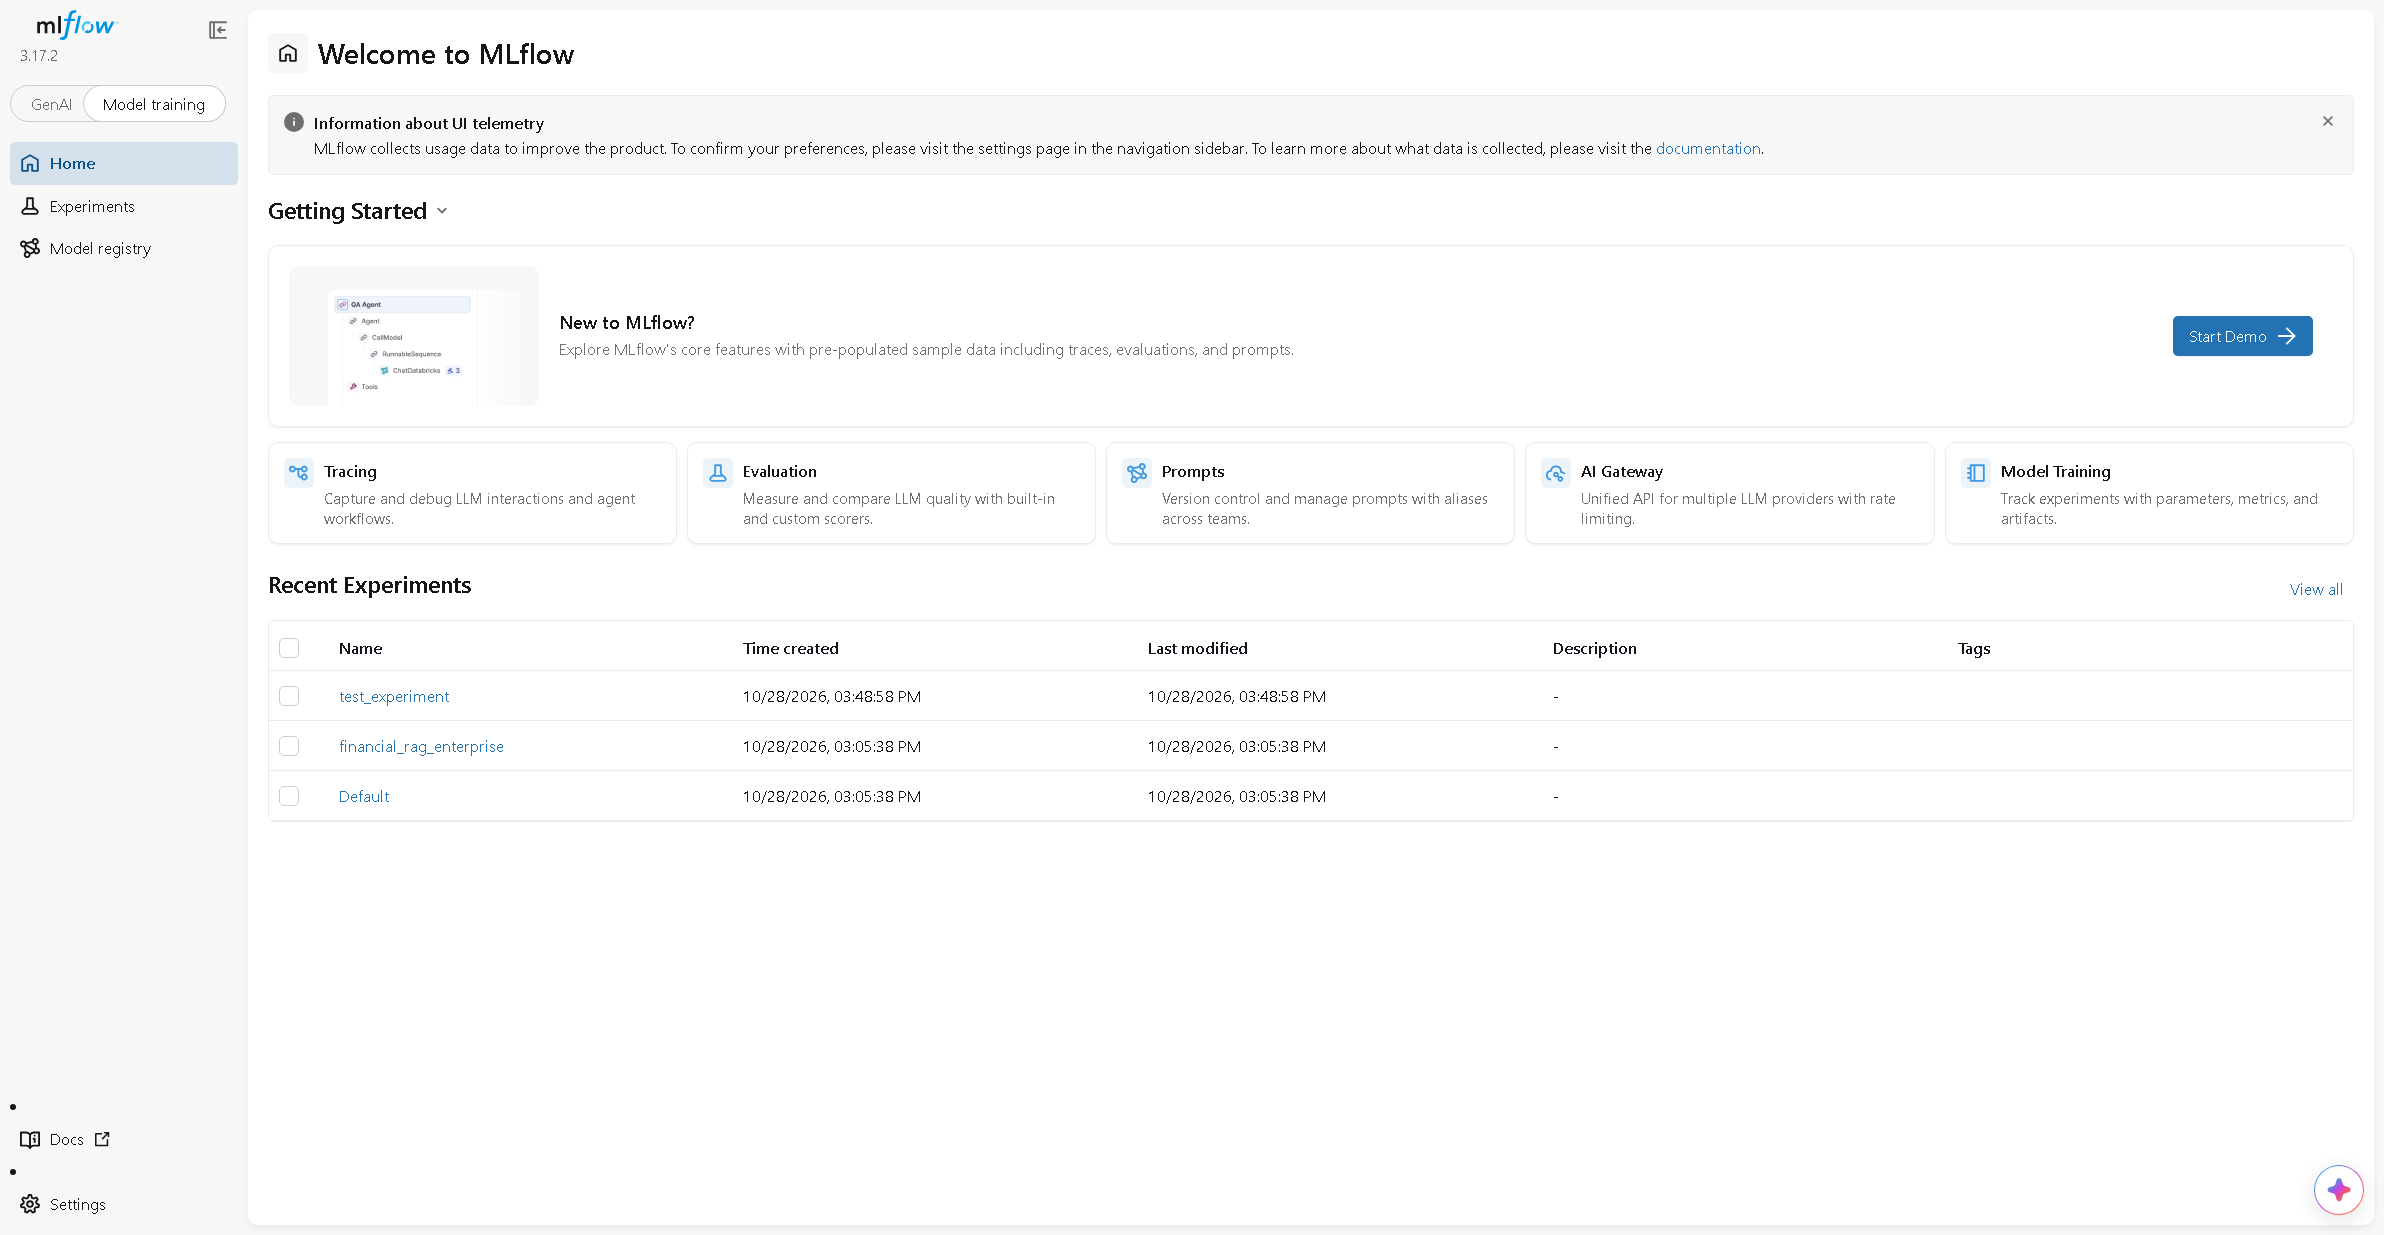 mlflow
3.17.2
GenAI
Model training
Home
Experiments
Model registry
Docs
Settings
Welcome to MLflow
Information about UI telemetry
MLflow collects usage data to improve the product. To confirm your preferences, please visit the settings page in the navigation sidebar. To learn more about what data is collected, please visit the documentation.
Getting Started
QA Agent
Agent
CallModel
RunnableSequence
ChatDatabricks 3
Tools
New to MLflow?
Explore MLflow's core features with pre-populated sample data including traces, evaluations, and prompts.
Start Demo
Tracing
Capture and debug LLM interactions and agent
workflows.
Evaluation
Measure and compare LLM quality with built-in
and custom scorers.
Prompts
Version control and manage prompts with aliases
across teams.
AI Gateway
Unified API for multiple LLM providers with rate
limiting.
Model Training
Track experiments with parameters, metrics, and
artifacts.
Recent Experiments
View all
Name Time created Last modified Description Tags
test_experiment 10/28/2026, 03:48:58 PM 10/28/2026, 03:48:58 PM -
financial_rag_enterprise 10/28/2026, 03:05:38 PM 10/28/2026, 03:05:38 PM -
Default 10/28/2026, 03:05:38 PM 10/28/2026, 03:05:38 PM -